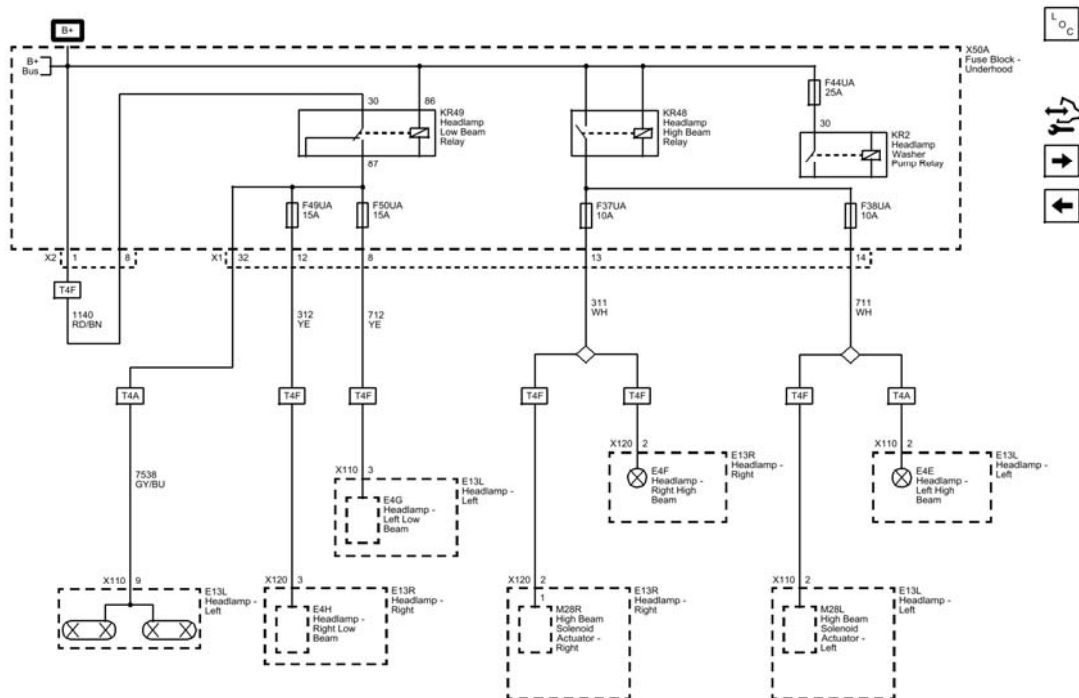 B+
B+
Bus
X50A
Fuse Block -
Underhood
L
O
C
F44UA
25A
30
86
KR49
Headlamp
Low Beam
Relay
87
KR48
Headlamp
High Beam
Relay
30
KR2
Headlamp
Washer
Pump Relay
F49UA
15A
F50UA
15A
F37UA
10A
F38UA
10A
X2
1
8
X1
32
12
8
13
14
T4F
1140
RD/BN
312
YE
712
YE
311
WH
711
WH
T4A
T4F
T4F
T4F
T4F
T4F
T4A
7538
GY/BU
X110
3
E13L
Headlamp -
Left
E4G
Headlamp -
Left Low
Beam
X120
2
E13R
Headlamp -
Right
E4F
Headlamp -
Right High
Beam
X110
2
E13L
Headlamp -
Left
E4E
Headlamp -
Left High
Beam
X110
9
E13L
Headlamp -
Left
X120
3
E13R
Headlamp -
Right
E4H
Headlamp -
Right Low
Beam
X120
2
1
E13R
Headlamp -
Right
M28R
High Beam
Solenoid
Actuator -
Right
X110
2
E13L
Headlamp -
Left
M28L
High Beam
Solenoid
Actuator -
Left